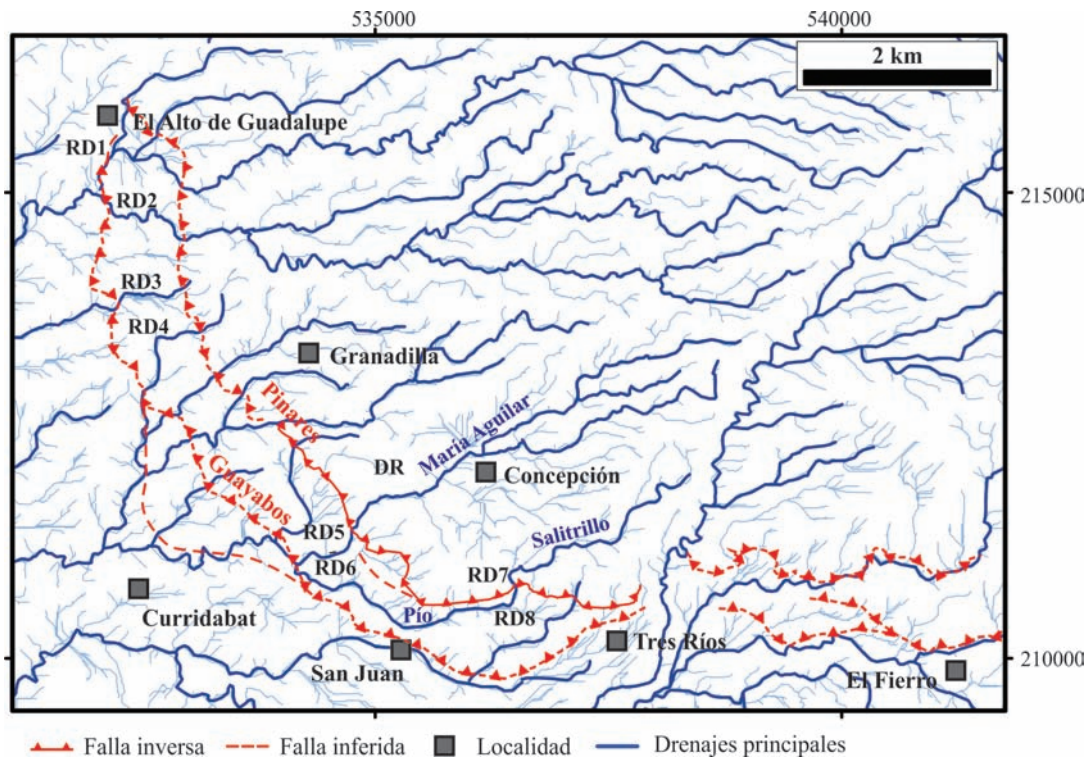 535000
540000
2 km
El Alto de Guadalupe
RD1
215000
RD2
RD3
RD4
Granadilla
Pinares
María Aguilar
DR
Concepción
Guayabos
Salitrillo
RD5
RD6
RD7
Pío
RD8
Curridabat
San Juan
Tres Ríos
210000
El Fierro
Falla inversa
Falla inferida
Localidad
Drenajes principales